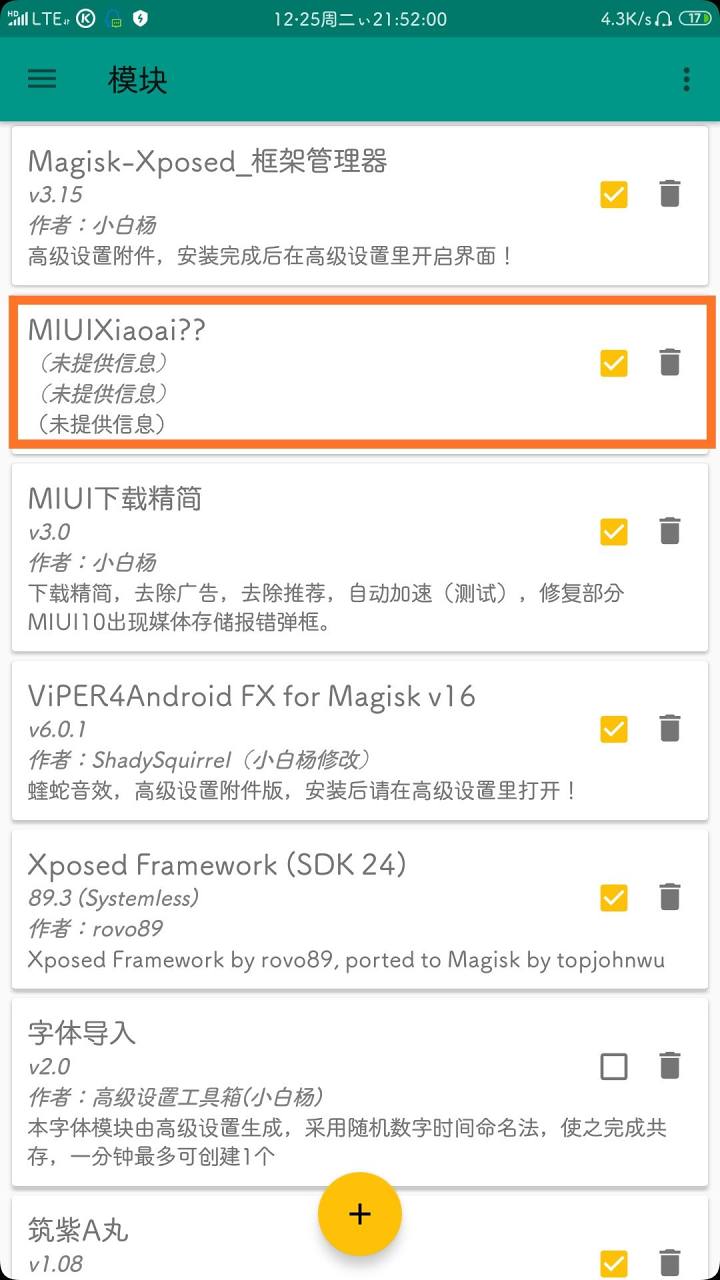 HD LTE K 12·25周二ぃ21:52:00 4.3K/s 17
模块
Magisk-Xposed_框架管理器
v3.15
作者：小白杨
高级设置附件，安装完成后在高级设置里开启界面！
MIUIXiaoai??
（未提供信息）
（未提供信息）
（未提供信息）
MIUI下载精简
v3.0
作者：小白杨
下载精简，去除广告，去除推荐，自动加速（测试），修复部分
MIUI10出现媒体存储报错弹框。
ViPER4Android FX for Magisk v16
v6.0.1
作者：ShadySquirrel（小白杨修改）
蝰蛇音效，高级设置附件版，安装后请在高级设置里打开！
Xposed Framework (SDK 24)
89.3 (Systemless)
作者：rovo89
Xposed Framework by rovo89, ported to Magisk by topjohnwu
字体导入
v2.0
作者：高级设置工具箱(小白杨)
本字体模块由高级设置生成，采用随机数字时间命名法，使之完成共
存，一分钟最多可创建1个
筑紫A丸
v1.08